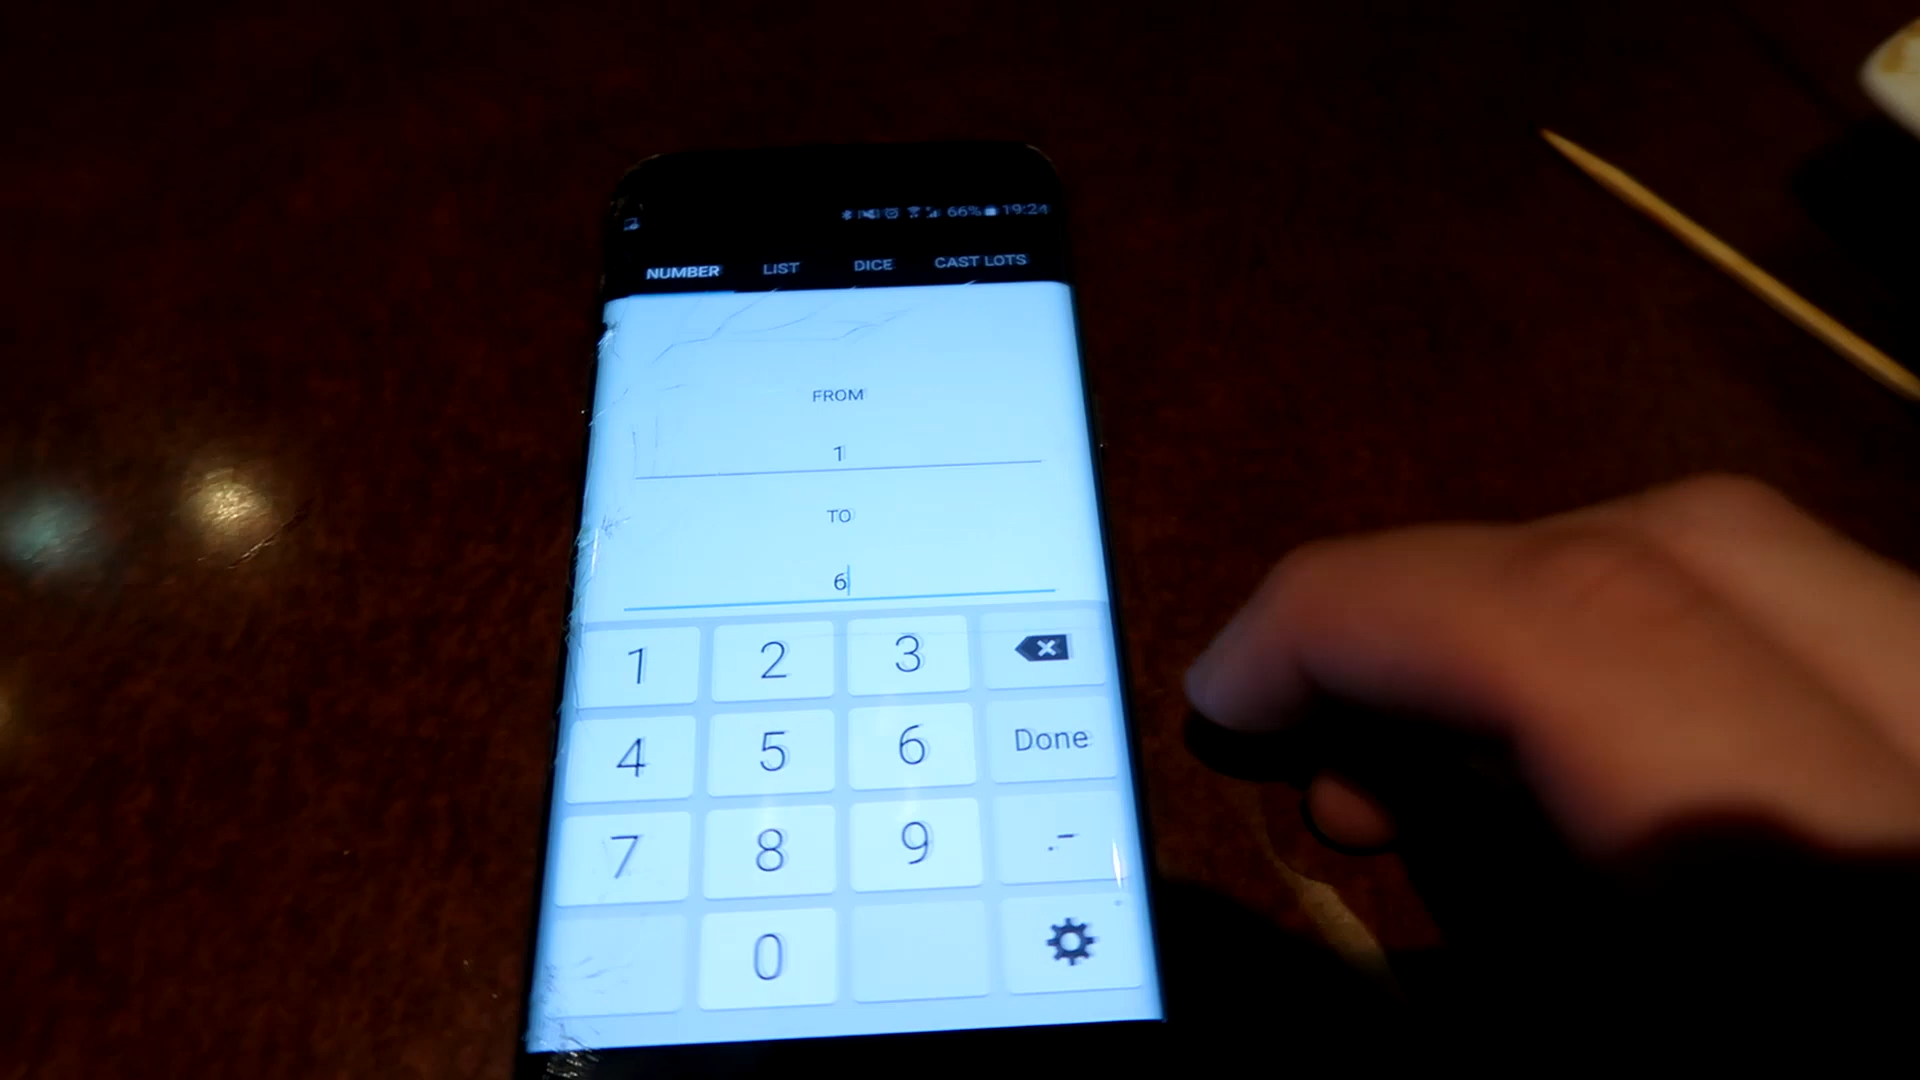 66% 19:24
NUMBER LIST DICE CAST LOTS
FROM
1
TO
6
1 2 3
4 5 6 Done
7 8 9 .-
0